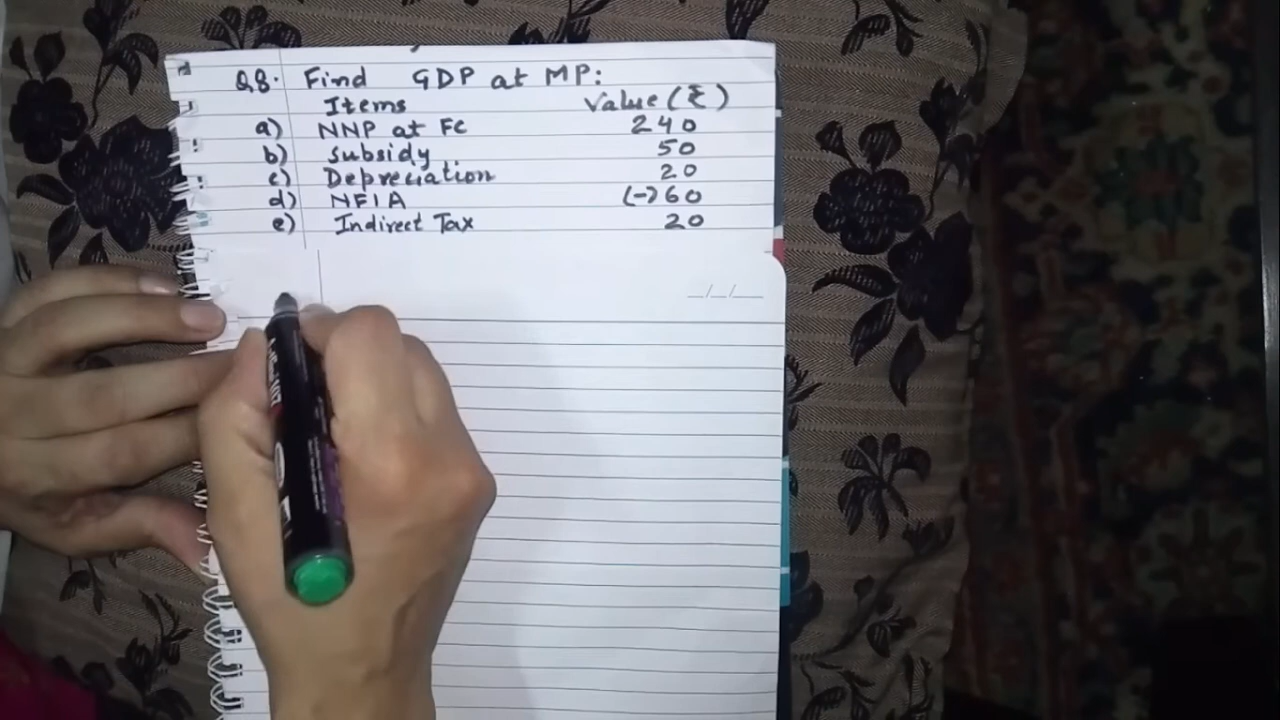 Q8. Find GDP at MP:
Items Value (₹)
a) NNP at FC 240
b) Subsidy 50
c) Depreciation 20
d) NFIA (-) 60
e) Indirect Tax 20
_/_/_